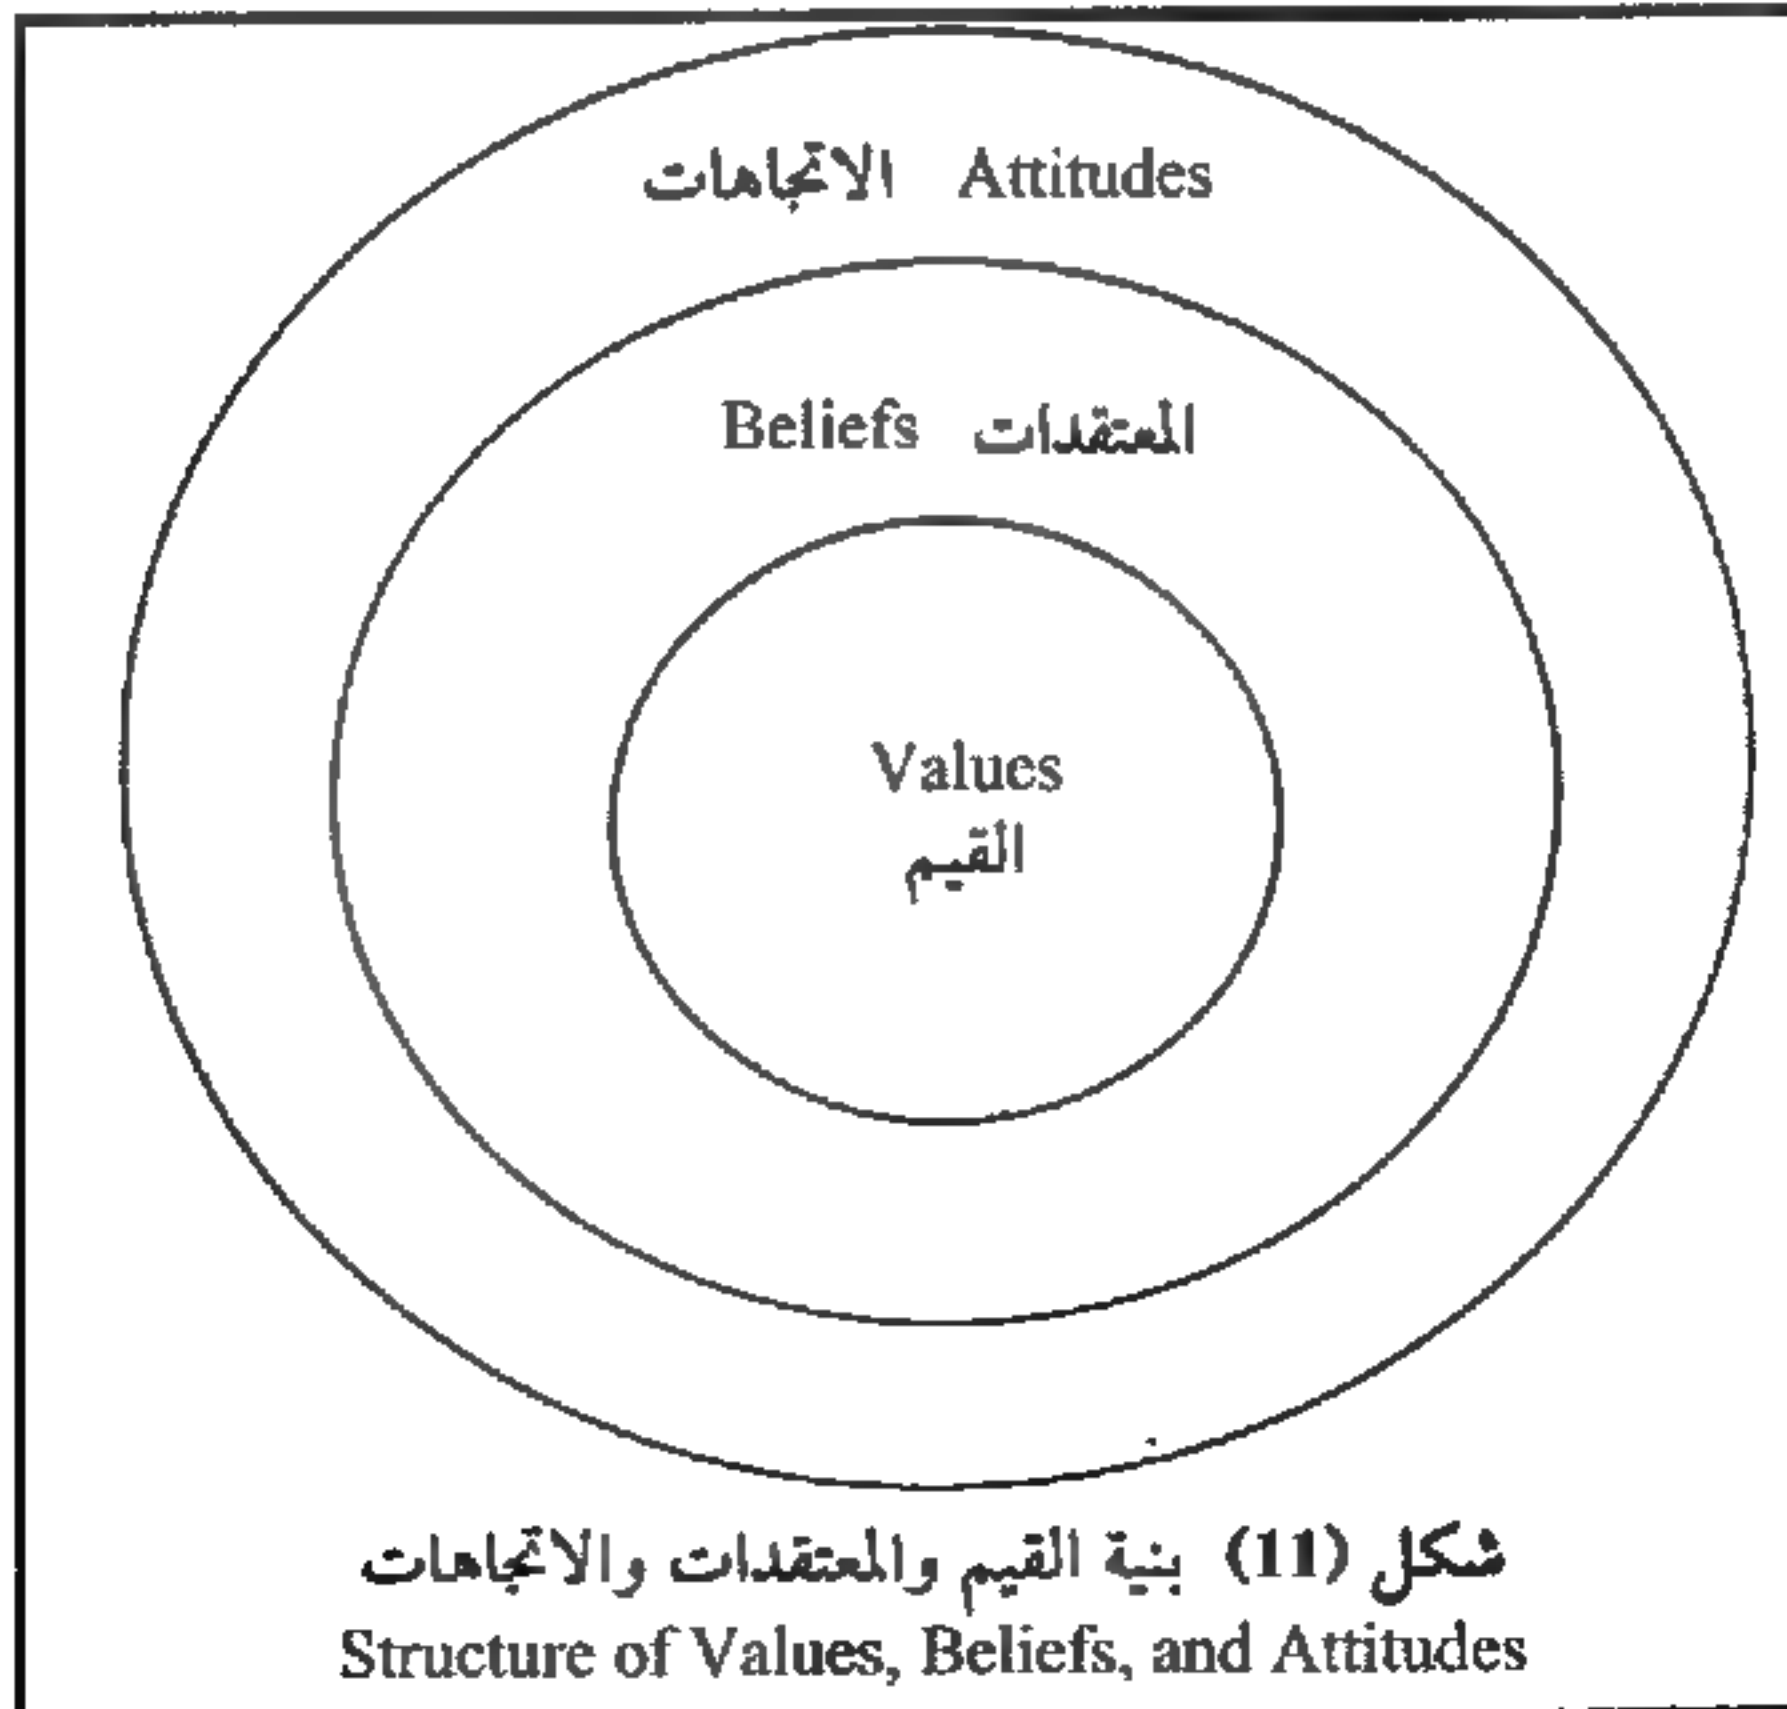 الاتجاهات Attitudes
Beliefs المعتقدات
Values
القيم
شكل (11) بنية القيم والمعتقدات والاتجاهات
Structure of Values, Beliefs, and Attitudes